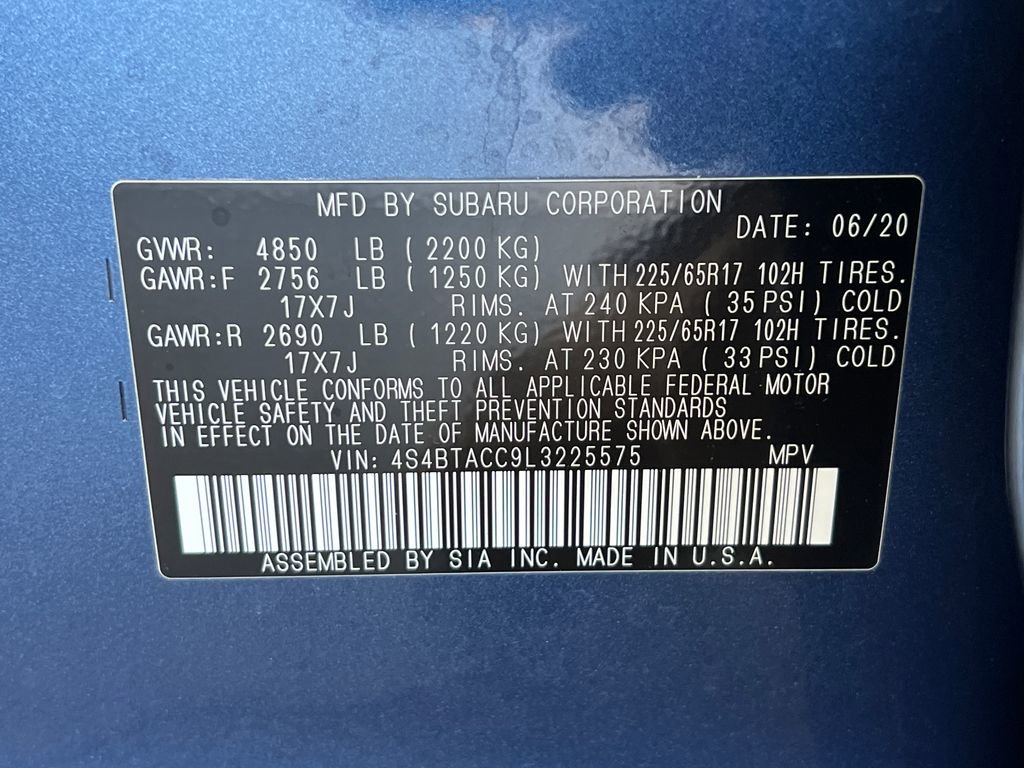 MFD BY SUBARU CORPORATION
DATE: 06/20
GVWR: 4850 LB ( 2200 KG)
GAWR:F 2756 LB ( 1250 KG) WITH 225/65R17 102H TIRES.
17X7J RIMS. AT 240 KPA ( 35 PSI) COLD
GAWR:R 2690 LB ( 1220 KG) WITH 225/65R17 102H TIRES.
17X7J RIMS. AT 230 KPA ( 33 PSI) COLD
THIS VEHICLE CONFORMS TO ALL APPLICABLE FEDERAL MOTOR
VEHICLE SAFETY AND THEFT PREVENTION STANDARDS
IN EFFECT ON THE DATE OF MANUFACTURE SHOWN ABOVE.
VIN: 4S4BTACC9L3225575 MPV
ASSEMBLED BY SIA INC. MADE IN U.S.A.